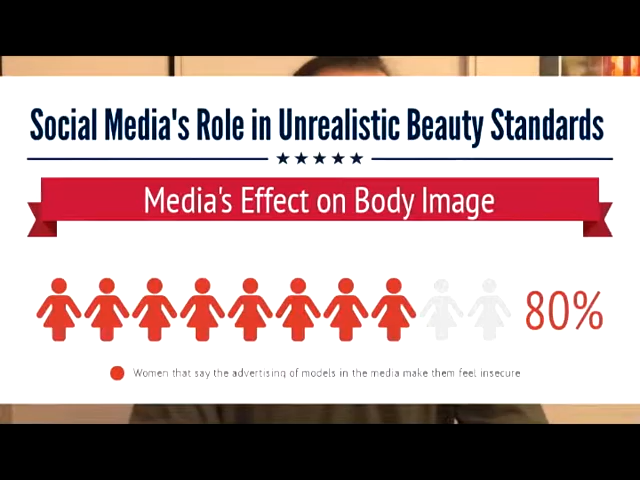 Social Media's Role in Unrealistic Beauty Standards
Media's Effect on Body Image
80%
Women that say the advertising of models in the media make them feel insecure